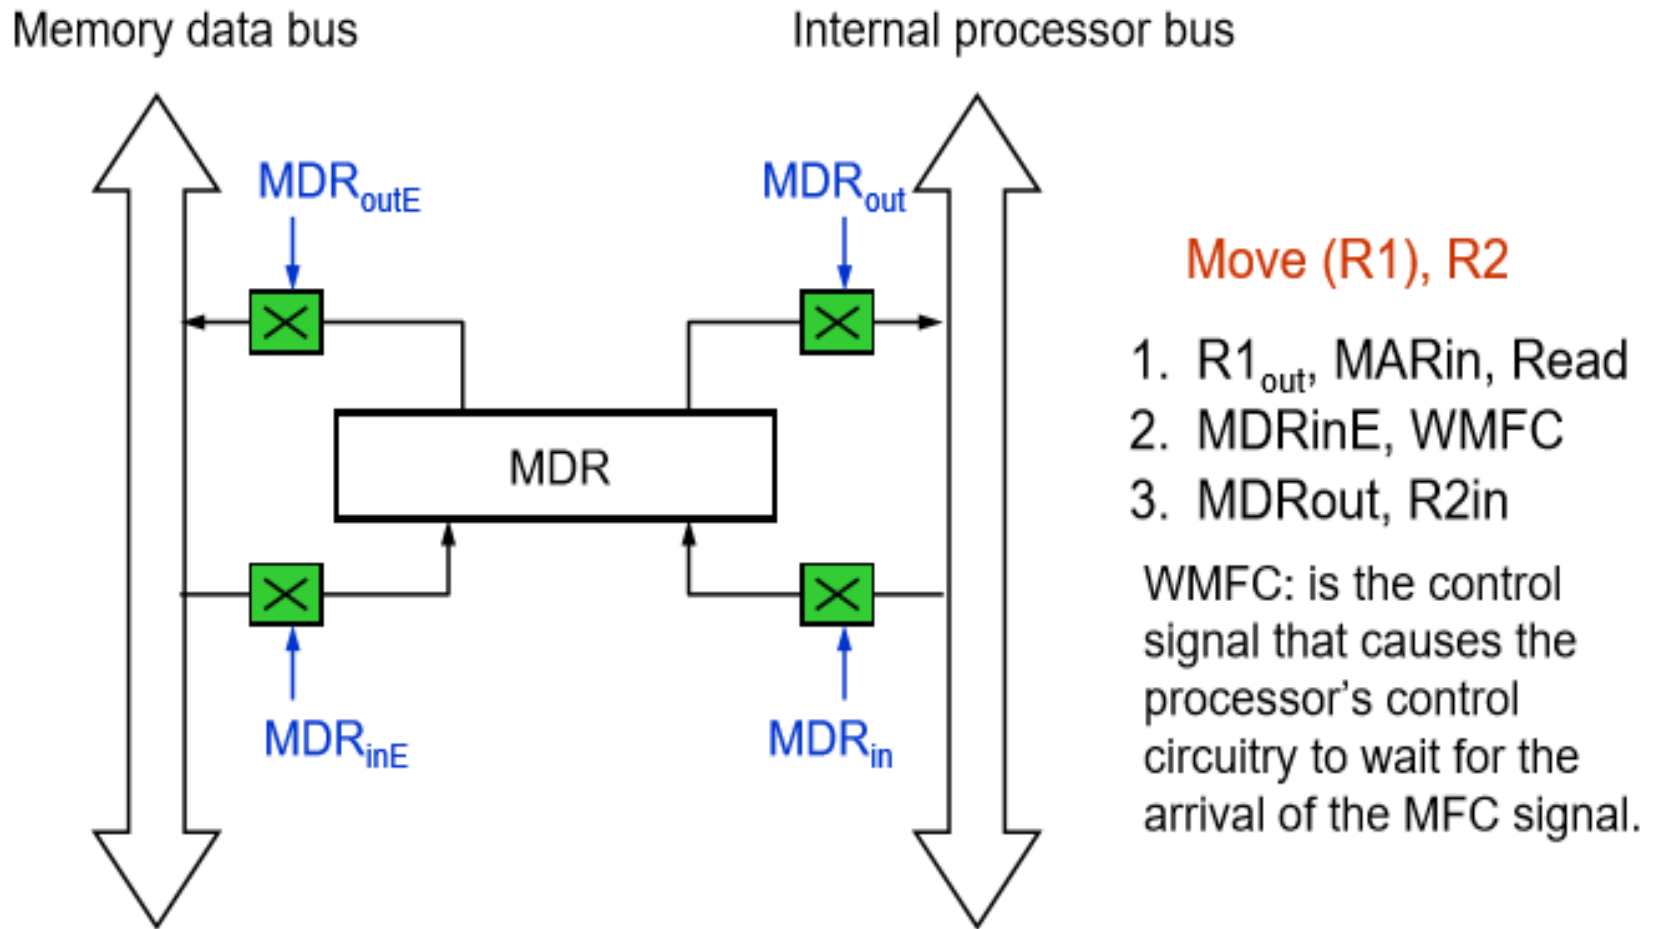 Memory data bus
Internal processor bus
MDRoutE
MDRout
MDR
MDRinE
MDRin
Move (R1), R2
1. R1out, MARin, Read
2. MDRinE, WMFC
3. MDRout, R2in
WMFC: is the control
signal that causes the
processor’s control
circuitry to wait for the
arrival of the MFC signal.